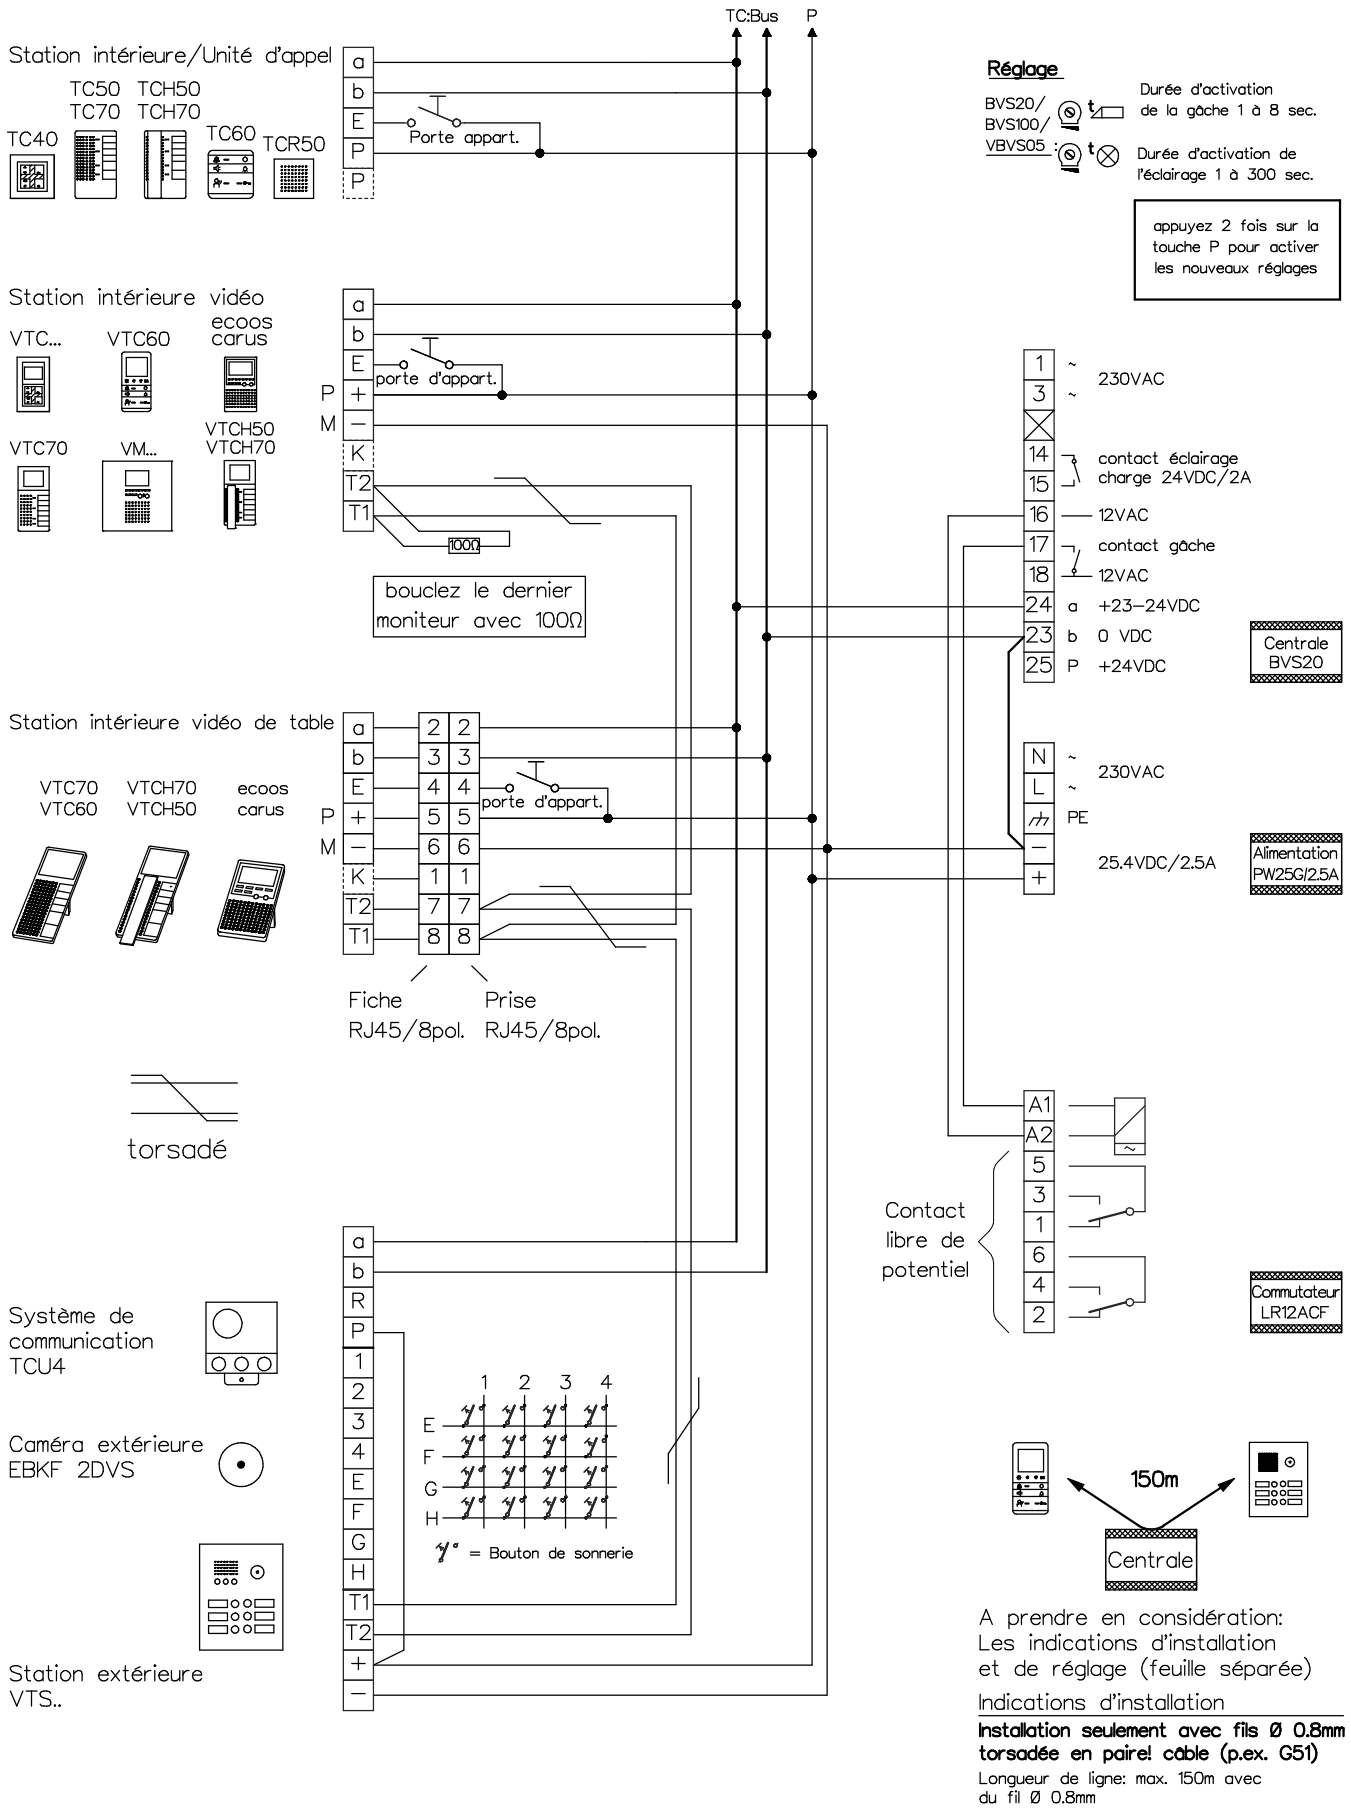 TC:Bus P
Station intérieure/Unité d'appel
TC50 TCH50
TC70 TCH70
TC40
TC60
TCR50
a
b
E
P
P
Porte appart.
Réglage
BVS20/
BVS100/
VBVS05 :
t
Durée d'activation
de la gâche 1 à 8 sec.
t
Durée d'activation de
l'éclairage 1 à 300 sec.
appuyez 2 fois sur la
touche P pour activer
les nouveaux réglages
Station intérieure vidéo
VTC...
VTC60
ecoos
carus
VTC70
VM...
VTCH50
VTCH70
a
b
E
P +
M −
K
T2
T1
porte d'appart.
100Ω
bouclez le dernier
moniteur avec 100Ω
1 ~
3 ~
230VAC
14
15
contact éclairage
charge 24VDC/2A
16 12VAC
17 contact gâche
18 12VAC
24 a +23-24VDC
23 b 0 VDC
25 P +24VDC
Centrale
BVS20
Station intérieure vidéo de table
VTC70 VTCH70 ecoos
VTC60 VTCH50 carus
a 2 2
b 3 3
E 4 4
P + 5 5
M − 6 6
K 1 1
T2 7 7
T1 8 8
porte d'appart.
Fiche
RJ45/8pol.
Prise
RJ45/8pol.
N ~
L ~
230VAC
PE
−
+
25.4VDC/2.5A
Alimentation
PW25G/2.5A
torsadé
A1
A2
~
5
3
1
6
4
2
Contact
libre de
potentiel
Commutateur
LR12ACF
Système de
communication
TCU4
Caméra extérieure
EBKF 2DVS
Station extérieure
VTS..
a
b
R
P
1
2
3
4
E
F
G
H
T1
T2
+
−
1 2 3 4
E
F
G
H
= Bouton de sonnerie
150m
Centrale
A prendre en considération:
Les indications d'installation
et de réglage (feuille séparée)
Indications d'installation
Installation seulement avec fils Ø 0.8mm
torsadée en paire! câble (p.ex. G51)
Longueur de ligne: max. 150m avec
du fil Ø 0.8mm